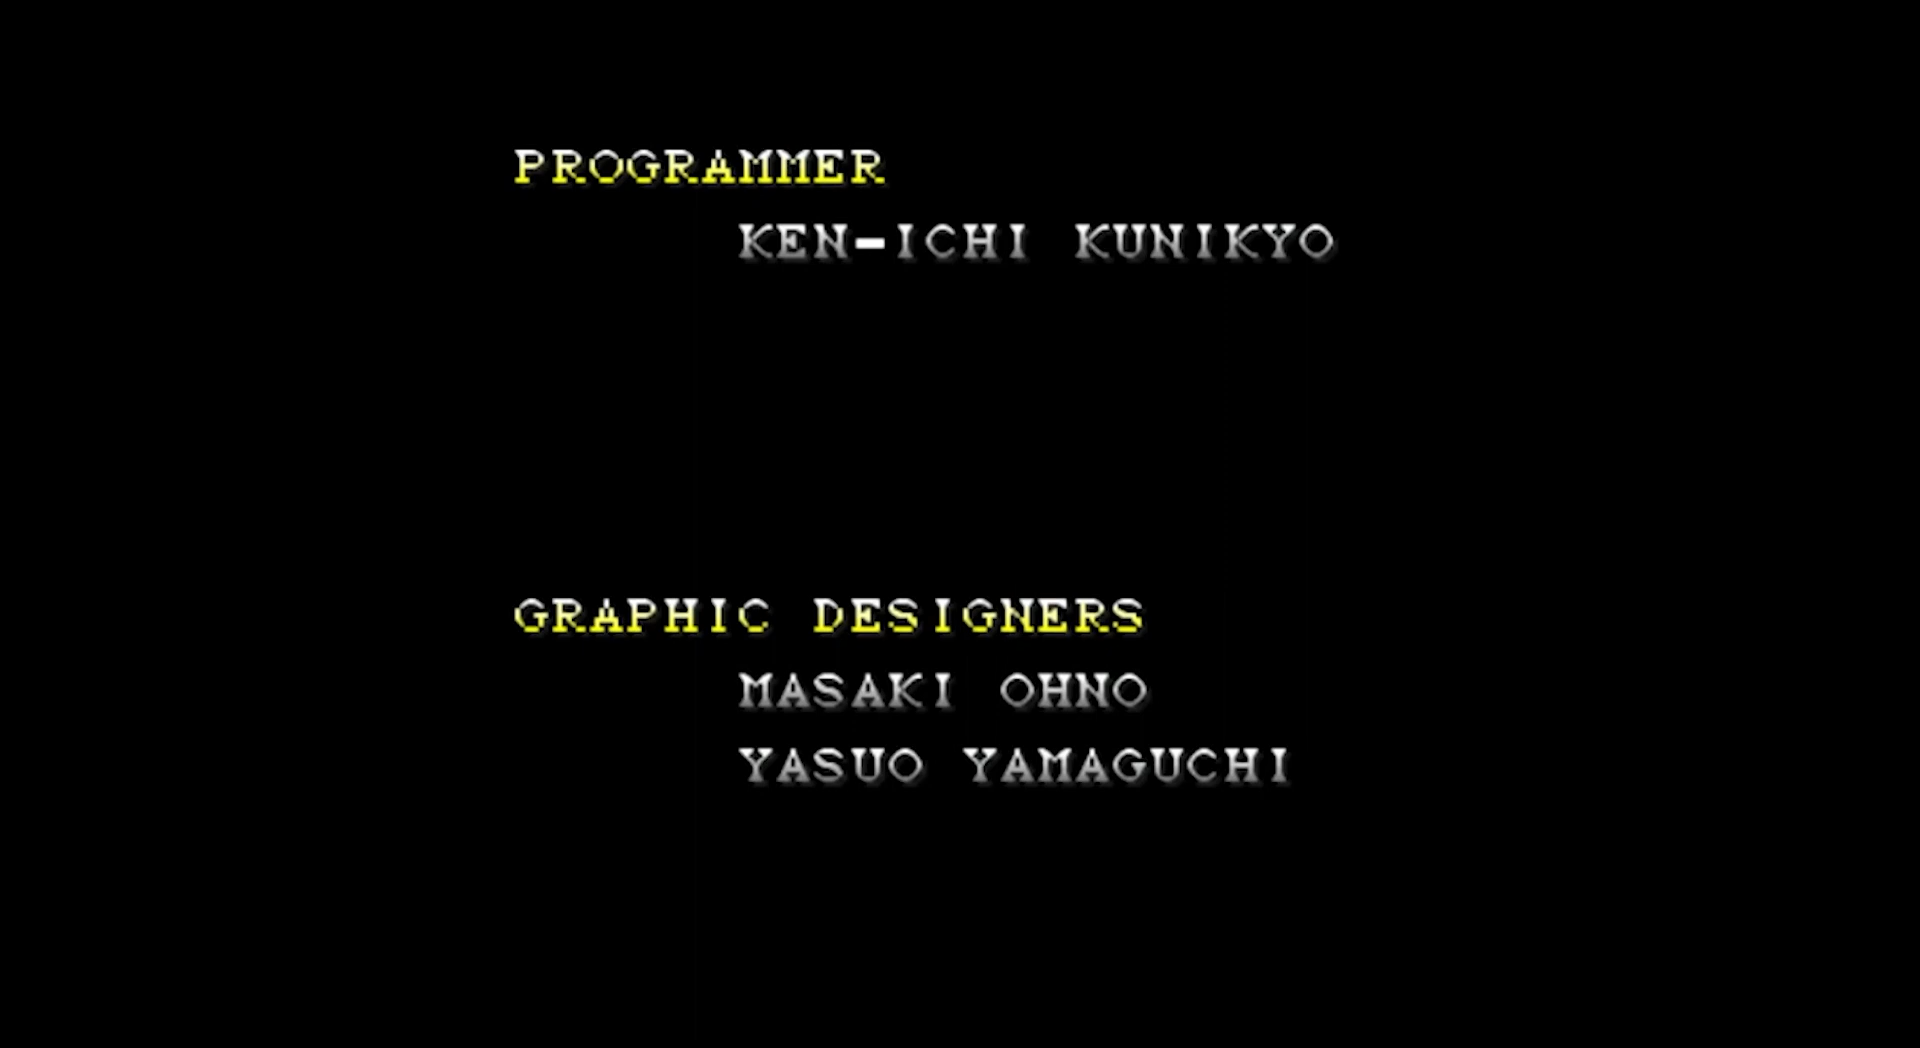 PROGRAMMER
KEN-ICHI KUNIKYO
GRAPHIC DESIGNERS
MASAKI OHNO
YASUO YAMAGUCHI